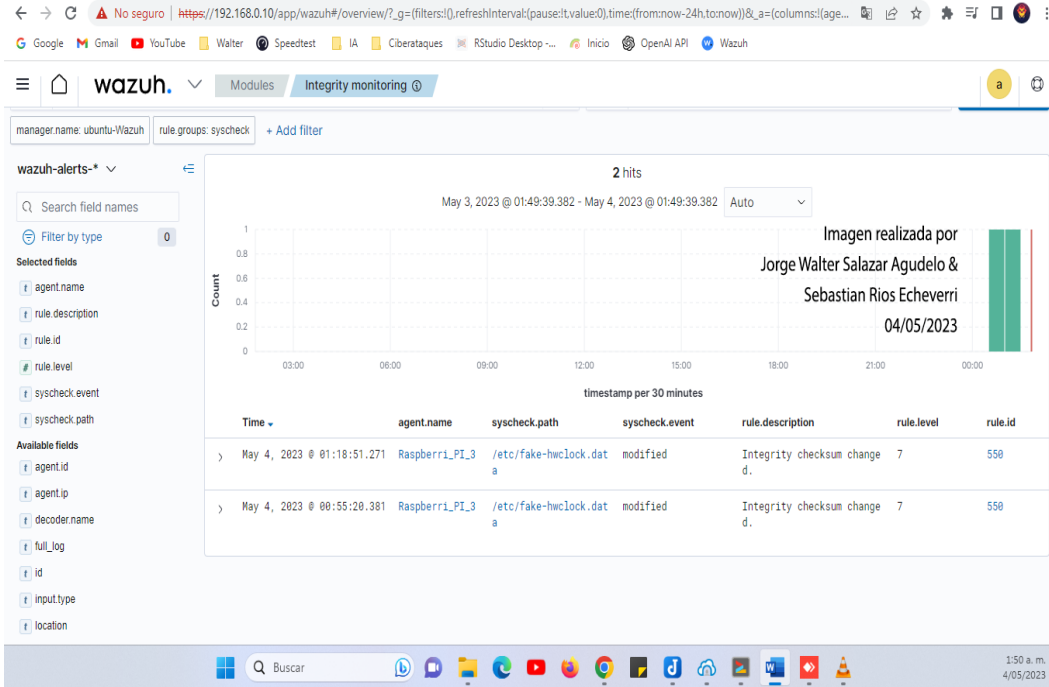 No seguro
https://192.168.0.10/app/wazuh#/overview/?_g=(filters:!(),refreshInterval:(pause:!t,value:0),time:(from:now-24h,to:now))&_a=(columns:!(age...
Google Gmail YouTube Walter Speedtest IA Ciberataques RStudio Desktop -... Inicio OpenAI API Wazuh
wazuh. Modules Integrity monitoring a
manager.name: ubuntu-Wazuh rule.groups: syscheck + Add filter
wazuh-alerts-*
Search field names
Filter by type 0
Selected fields
t agent.name
t rule.description
t rule.id
# rule.level
t syscheck.event
t syscheck.path
Available fields
t agent.id
t agent.ip
t decoder.name
t full_log
t id
t input.type
t location
2 hits
May 3, 2023 @ 01:49:39.382 - May 4, 2023 @ 01:49:39.382 Auto
Imagen realizada por
Jorge Walter Salazar Agudelo &
Sebastian Rios Echeverri
04/05/2023
Count
1
0.8
0.6
0.4
0.2
0
03:00 06:00 09:00 12:00 15:00 18:00 21:00 00:00
timestamp per 30 minutes
Time agent.name syscheck.path syscheck.event rule.description rule.level rule.id
May 4, 2023 @ 01:18:51.271 Raspberri_PI_3 /etc/fake-hwclock.dat modified Integrity checksum change 7 550
a d.
May 4, 2023 @ 00:55:20.381 Raspberri_PI_3 /etc/fake-hwclock.dat modified Integrity checksum change 7 550
a d.
Buscar
1:50 a. m.
4/05/2023